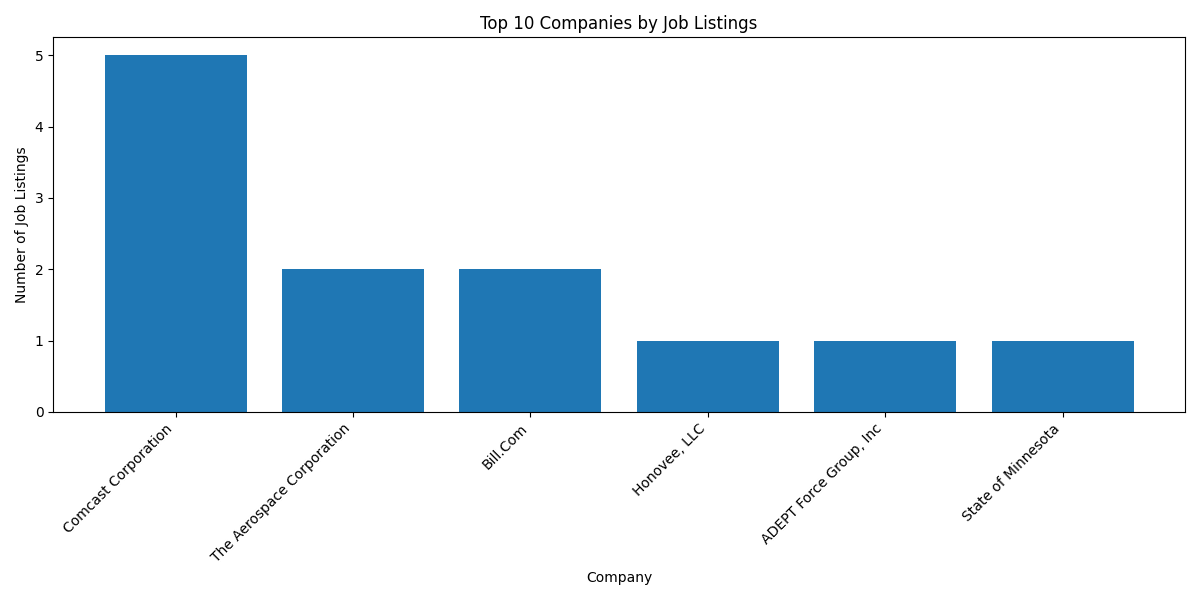 Top 10 Companies by Job Listings
Number of Job Listings
5
4
3
2
1
0
Comcast Corporation
The Aerospace Corporation
Bill.Com
Honovee, LLC
ADEPT Force Group, Inc
State of Minnesota
Company